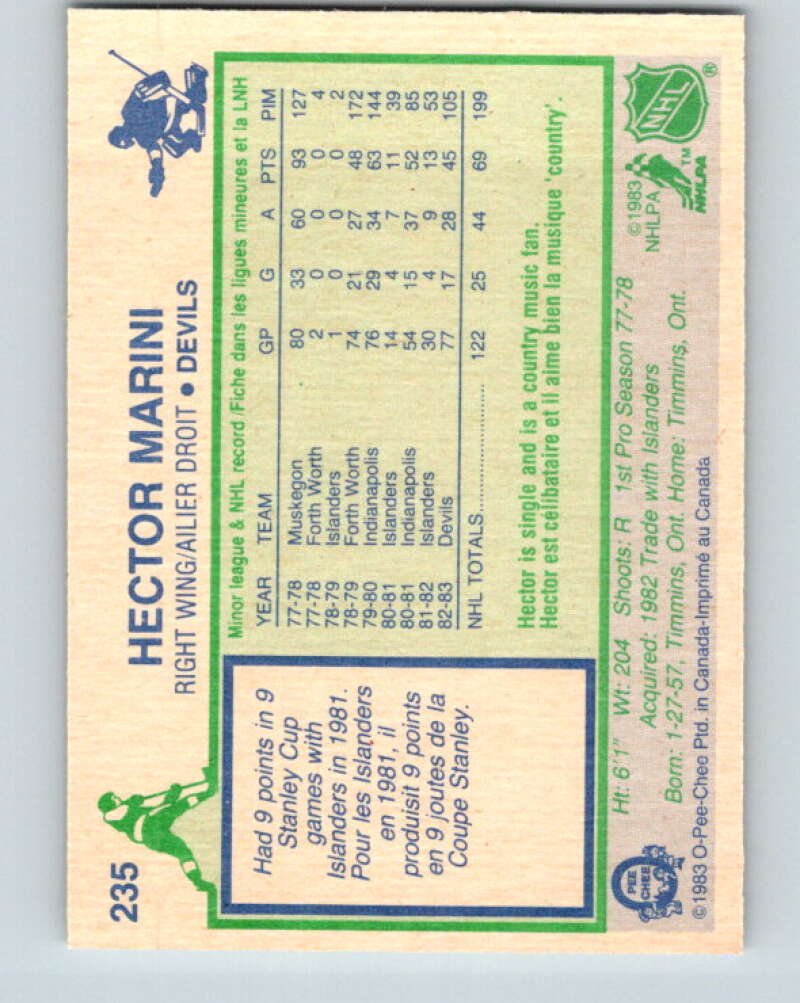 235
HECTOR MARINI
RIGHT WING/AILIER DROIT • DEVILS
Had 9 points in 9
Stanley Cup
games with
Islanders in 1981.
Pour les Islanders
en 1981, il
produisit 9 points
en 9 joutes de la
Coupe Stanley.
Minor league & NHL record/Fiche dans les ligues mineures et la LNH
YEAR TEAM GP G A PTS PIM
77-78 Muskegon 80 33 60 93 127
77-78 Forth Worth 2 0 0 0 4
78-79 Islanders 1 0 0 0 2
78-79 Forth Worth 74 21 27 48 172
79-80 Indianapolis 76 29 34 63 144
80-81 Islanders 14 4 7 11 39
80-81 Indianapolis 54 15 37 52 85
81-82 Islanders 30 4 9 13 53
82-83 Devils 77 17 28 45 105
NHL TOTALS.................... 122 25 44 69 199
Hector is single and is a country music fan.
Hector est célibataire et il aime bien la musique 'country'.
Ht: 6'1" Wt: 204 Shoots: R 1st Pro Season 77-78
Acquired: 1982 Trade with Islanders
Born: 1-27-57, Timmins, Ont. Home: Timmins, Ont.
©1983 O-Pee-Chee Ptd. in Canada-Imprimé au Canada
PEE
CHEE
©1983
NHLPA
NHLPA
TM
NHL
®